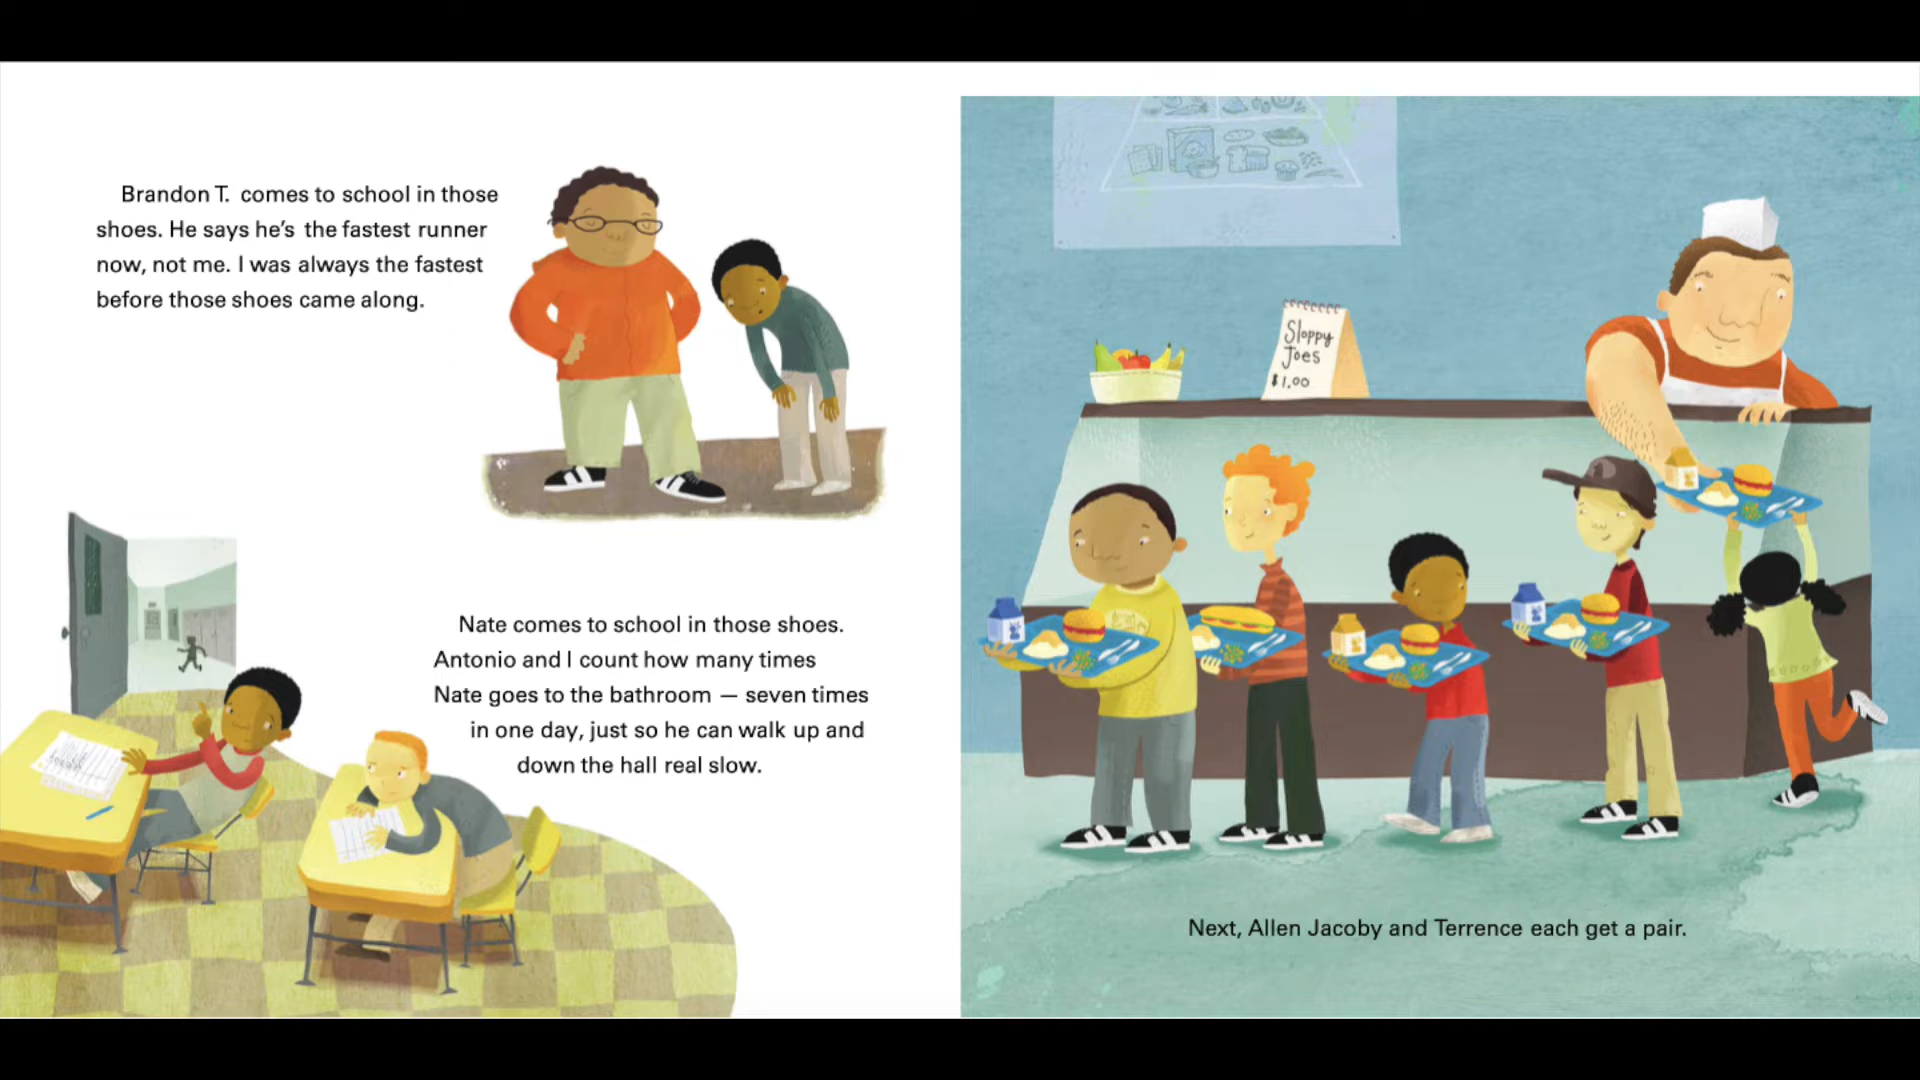 Brandon T. comes to school in those
shoes. He says he's the fastest runner
now, not me. I was always the fastest
before those shoes came along.
Nate comes to school in those shoes.
Antonio and I count how many times
Nate goes to the bathroom — seven times
in one day, just so he can walk up and
down the hall real slow.
Sloppy
Joes
$1.00
Next, Allen Jacoby and Terrence each get a pair.